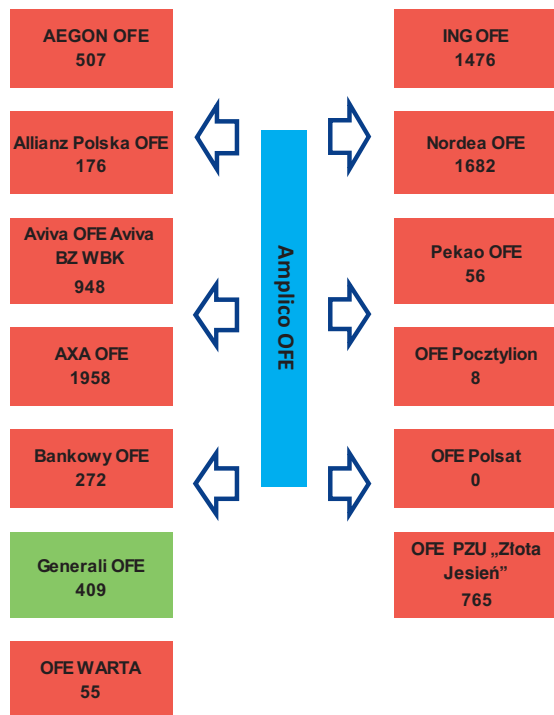 AEGON OFE
507
Allianz Polska OFE
176
Aviva OFE Aviva
BZ WBK
948
AXA OFE
1958
Bankowy OFE
272
Generali OFE
409
OFE WARTA
55
Amplico OFE
ING OFE
1476
Nordea OFE
1682
Pekao OFE
56
OFE Pocztylion
8
OFE Polsat
0
OFE PZU „Złota
Jesień”
765